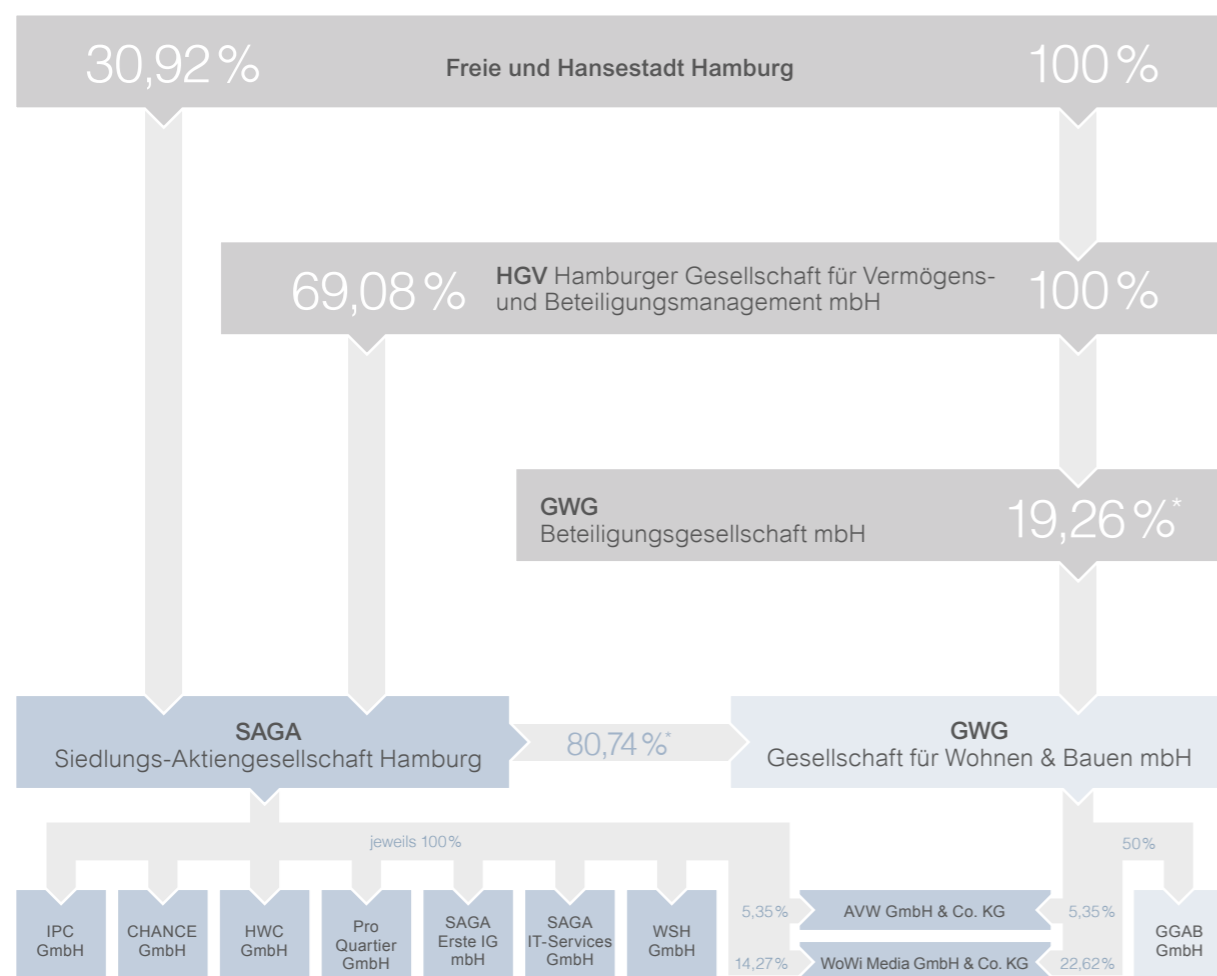 30,92 %
Freie und Hansestadt Hamburg
100 %
69,08 %
HGV Hamburger Gesellschaft für Vermögens-
und Beteiligungsmanagement mbH
100 %
GWG
Beteiligungsgesellschaft mbH
19,26 %*
SAGA
Siedlungs-Aktiengesellschaft Hamburg
80,74 %*
GWG
Gesellschaft für Wohnen & Bauen mbH
jeweils 100 %
50 %
IPC
GmbH
CHANCE
GmbH
HWC
GmbH
Pro
Quartier
GmbH
SAGA
Erste IG
mbH
SAGA
IT-Services
GmbH
WSH
GmbH
5,35 %
AVW GmbH & Co. KG
5,35 %
14,27 %
WoWi Media GmbH & Co. KG
22,62 %
GGAB
GmbH